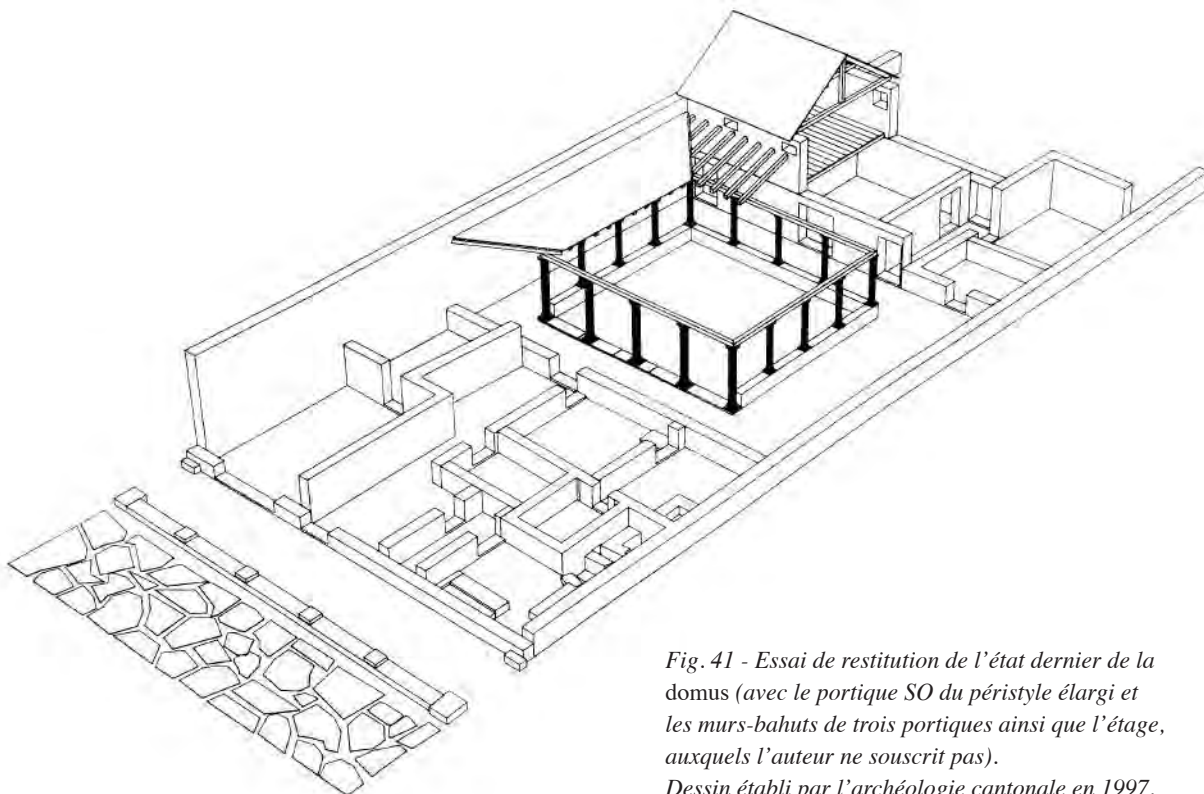 Fig. 41 - Essai de restitution de l’état dernier de la
domus (avec le portique SO du péristyle élargi et
les murs-bahuts de trois portiques ainsi que l’étage,
auxquels l’auteur ne souscrit pas).
Dessin établi par l’archéologie cantonale en 1997.